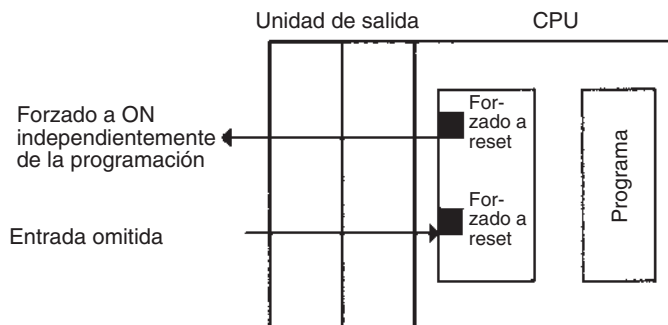 Unidad de salida
CPU
Forzado a ON
independientemente
de la programación
For-
zado a
reset
Programa
Entrada omitida
For-
zado a
reset